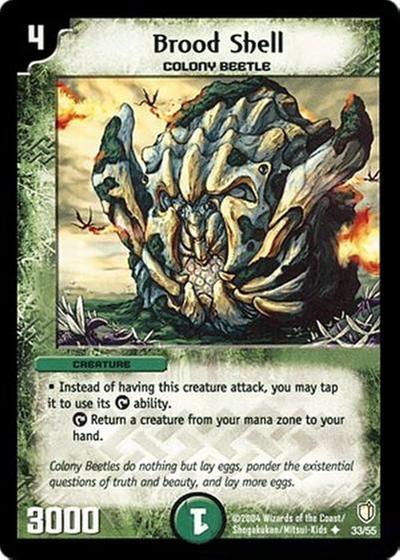 4
Brood Shell
COLONY BEETLE
CREATURE
▪ Instead of having this creature attack, you may tap
it to use its ability.
Return a creature from your mana zone to your
hand.
Colony Beetles do nothing but lay eggs, ponder the existential
questions of truth and beauty, and lay more eggs.
3000
1
©2004 Wizards of the Coast/
Shogakukan/Mitsui-Kids ✦ 33/55